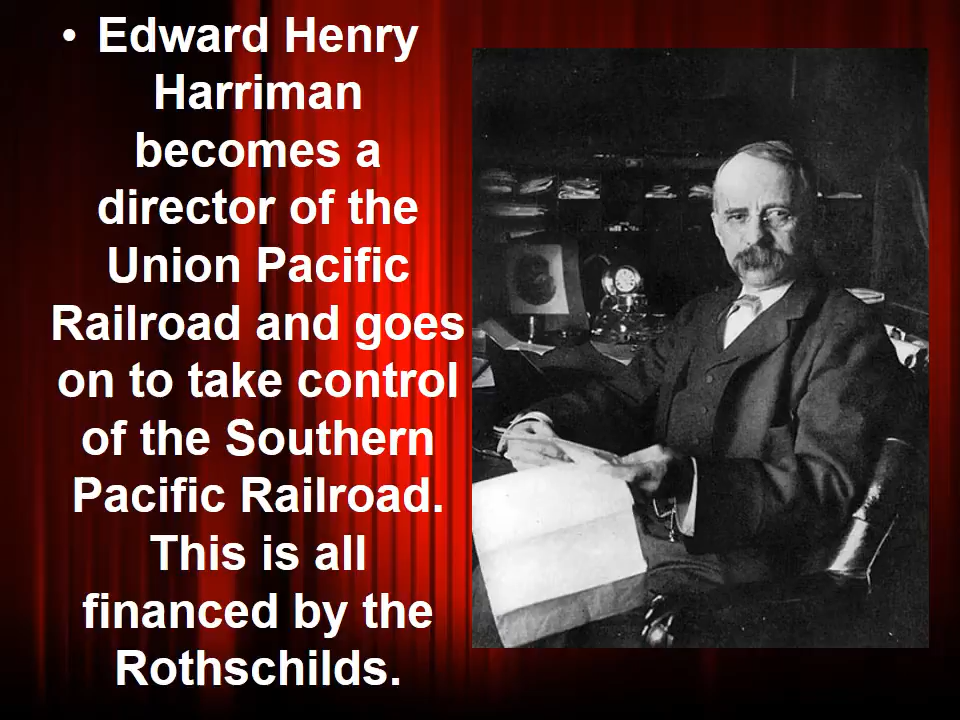 • Edward Henry
Harriman
becomes a
director of the
Union Pacific
Railroad and goes
on to take control
of the Southern
Pacific Railroad.
This is all
financed by the
Rothschilds.